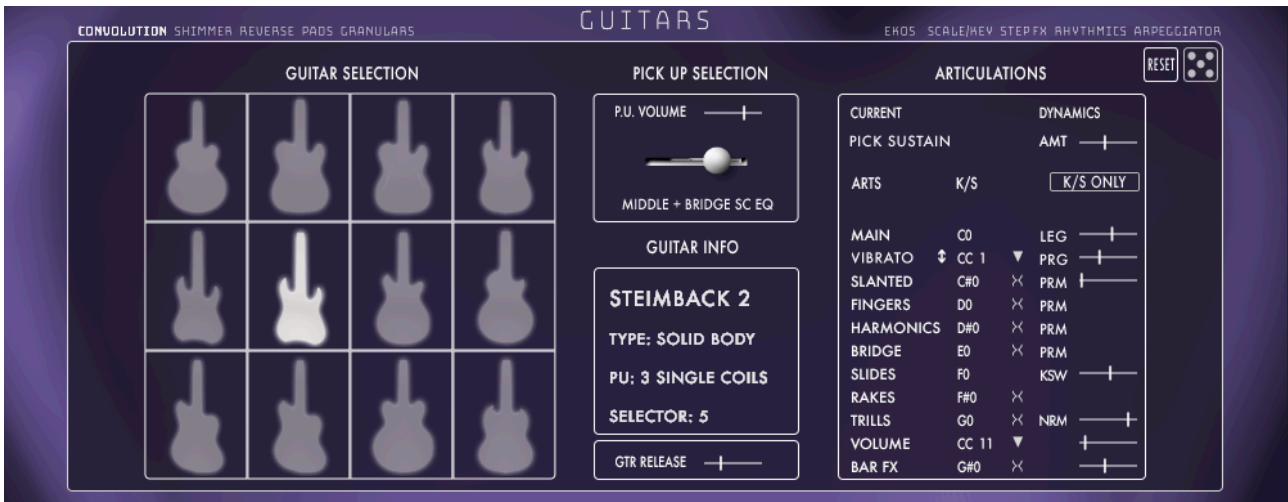 GUITARS
CONVOLUTION SHIMMER REVERSE PADS GRANULARS
EKOS SCALE/KEY STEPFX RHYTHMICS ARPEGGIATOR
RESET
GUITAR SELECTION
PICK UP SELECTION
P.U. VOLUME
MIDDLE + BRIDGE SC EQ
GUITAR INFO
STEIMBACK 2
TYPE: SOLID BODY
PU: 3 SINGLE COILS
SELECTOR: 5
GTR RELEASE
ARTICULATIONS
CURRENT DYNAMICS
PICK SUSTAIN AMT
ARTS K/S K/S ONLY
MAIN C0 LEG
VIBRATO CC 1 PRG
SLANTED C#0 PRM
FINGERS D0 PRM
HARMONICS D#0 PRM
BRIDGE E0 PRM
SLIDES F0 KSW
RAKES F#0
TRILLS G0 NRM
VOLUME CC 11
BAR FX G#0